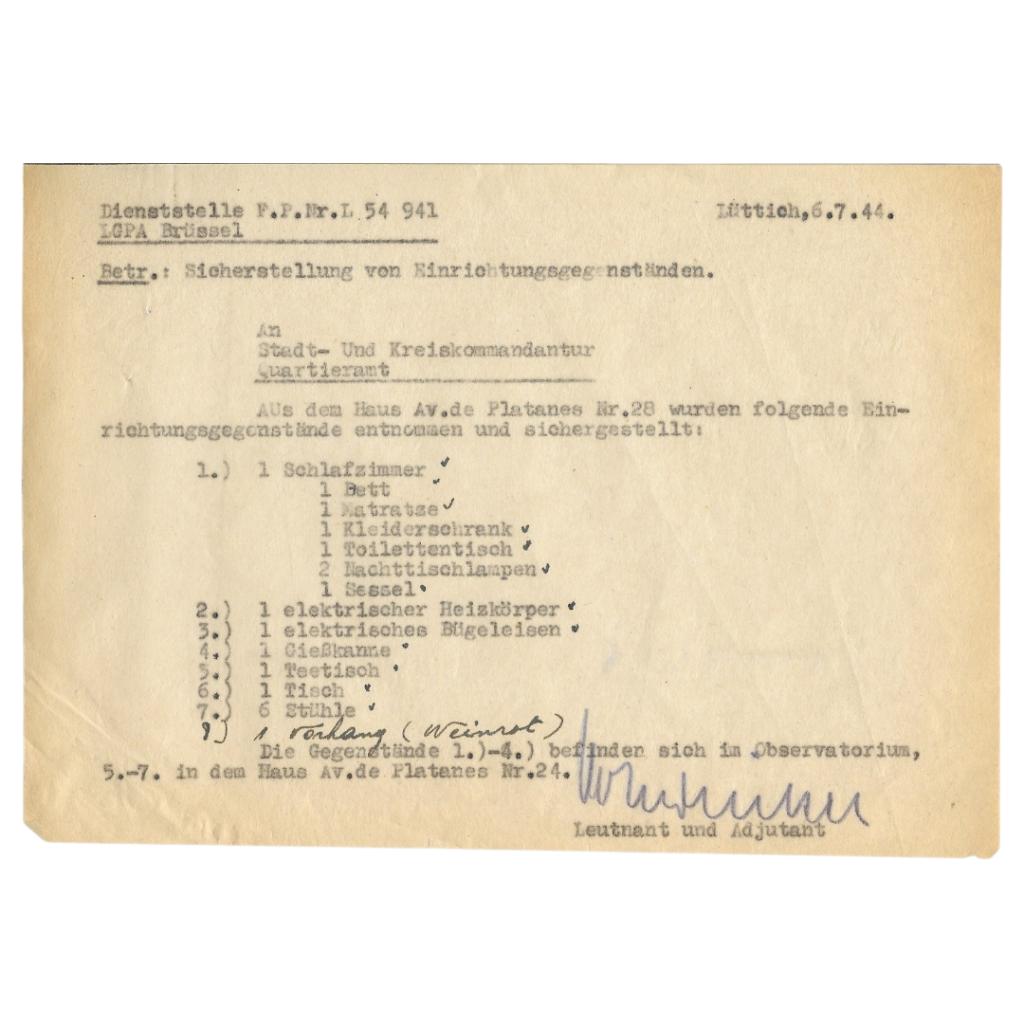 Dienststelle F.P.Nr.L 54 941 Lüttich,6.7.44.
LGPA Brüssel
Betr.: Sicherstellung von Einrichtungsgegenständen.
An
Stadt- Und Kreiskommandantur
Quartieramt
AUs dem Haus Av.de Platanes Nr.28 wurden folgende Ein-
richtungsgegenstände entnommen und sichergestellt:
1.) 1 Schlafzimmer
1 Bett
1 Matratze
1 Kleiderschrank
1 Toilettentisch
2 Nachttischlampen
1 Sessel
2.) 1 elektrischer Heizkörper
3.) 1 elektrisches Bügeleisen
4.) 1 Gießkanne
5.) 1 Teetisch
6.) 1 Tisch
7.) 6 Stühle
8) 1 Vorhang (Weinrot)
Die Gegenstände 1.)-4.) befinden sich im Observatorium,
5.-7. in dem Haus Av.de Platanes Nr.24.
Leutnant und Adjutant